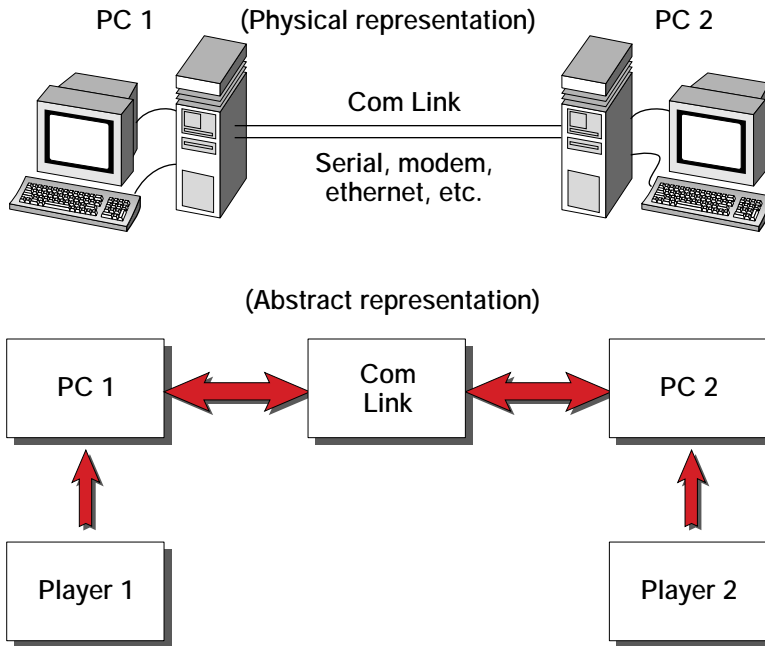 PC 1
(Physical representation)
PC 2
Com Link
Serial, modem,
ethernet, etc.
(Abstract representation)
PC 1
Com
Link
PC 2
Player 1
Player 2